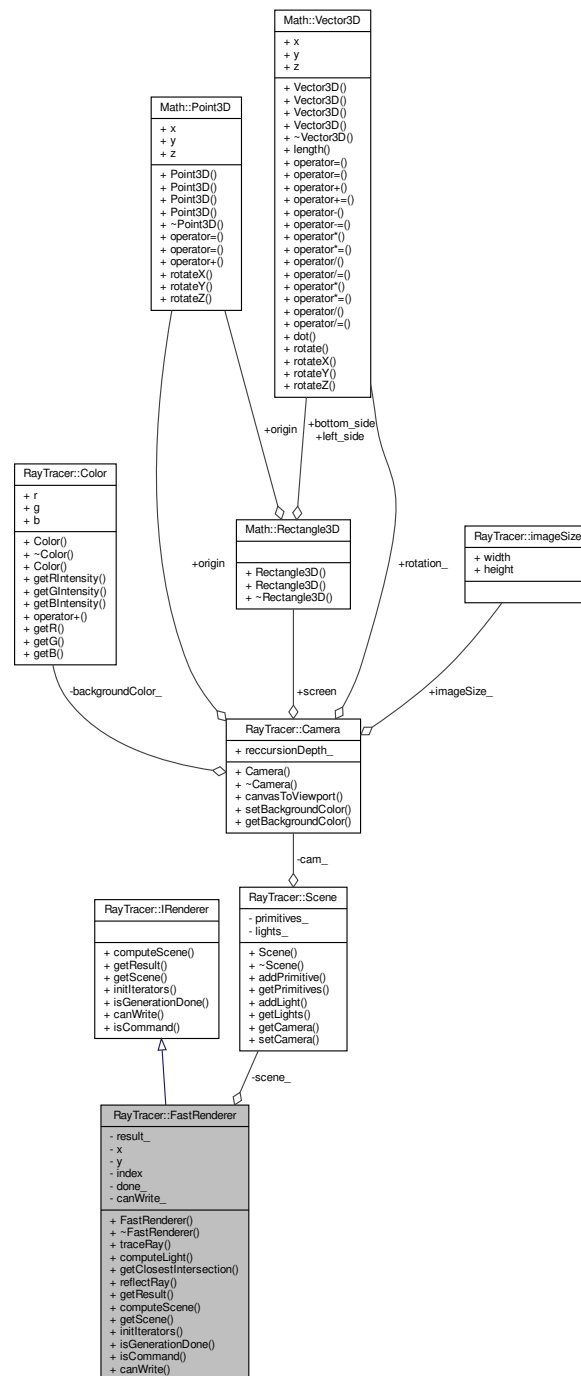 Math::Vector3D
+ x
+ y
+ z
+ Vector3D()
+ Vector3D()
+ Vector3D()
+ Vector3D()
+ ~Vector3D()
+ length()
+ operator=()
+ operator=()
+ operator+()
+ operator+=()
+ operator-()
+ operator-=()
+ operator*()
+ operator*=()
+ operator/()
+ operator/=()
+ operator*()
+ operator*=()
+ operator/()
+ operator/=()
+ dot()
+ rotate()
+ rotateX()
+ rotateY()
+ rotateZ()
Math::Point3D
+ x
+ y
+ z
+ Point3D()
+ Point3D()
+ Point3D()
+ Point3D()
+ ~Point3D()
+ operator=()
+ operator=()
+ operator+()
+ rotateX()
+ rotateY()
+ rotateZ()
+origin
+bottom_side
+left_side
RayTracer::Color
+ r
+ g
+ b
+ Color()
+ ~Color()
+ Color()
+ getRIntensity()
+ getGIntensity()
+ getBIntensity()
+ operator+()
+ getR()
+ getG()
+ getB()
+origin
Math::Rectangle3D
+ Rectangle3D()
+ Rectangle3D()
+ ~Rectangle3D()
+rotation_
RayTracer::imageSize
+ width
+ height
-backgroundColor_
+screen
+imageSize_
RayTracer::Camera
+ reccursionDepth_
+ Camera()
+ ~Camera()
+ canvasToViewport()
+ setBackgroundColor()
+ getBackgroundColor()
-cam_
RayTracer::IRenderer
+ computeScene()
+ getResult()
+ getScene()
+ initIterators()
+ isGenerationDone()
+ canWrite()
+ isCommand()
RayTracer::Scene
- primitives_
- lights_
+ Scene()
+ ~Scene()
+ addPrimitive()
+ getPrimitives()
+ addLight()
+ getLights()
+ getCamera()
+ setCamera()
-scene_
RayTracer::FastRenderer
- result_
- x
- y
- index
- done_
- canWrite_
+ FastRenderer()
+ ~FastRenderer()
+ traceRay()
+ computeLight()
+ getClosestIntersection()
+ reflectRay()
+ getResult()
+ computeScene()
+ getScene()
+ initIterators()
+ isGenerationDone()
+ isCommand()
+ canWrite()